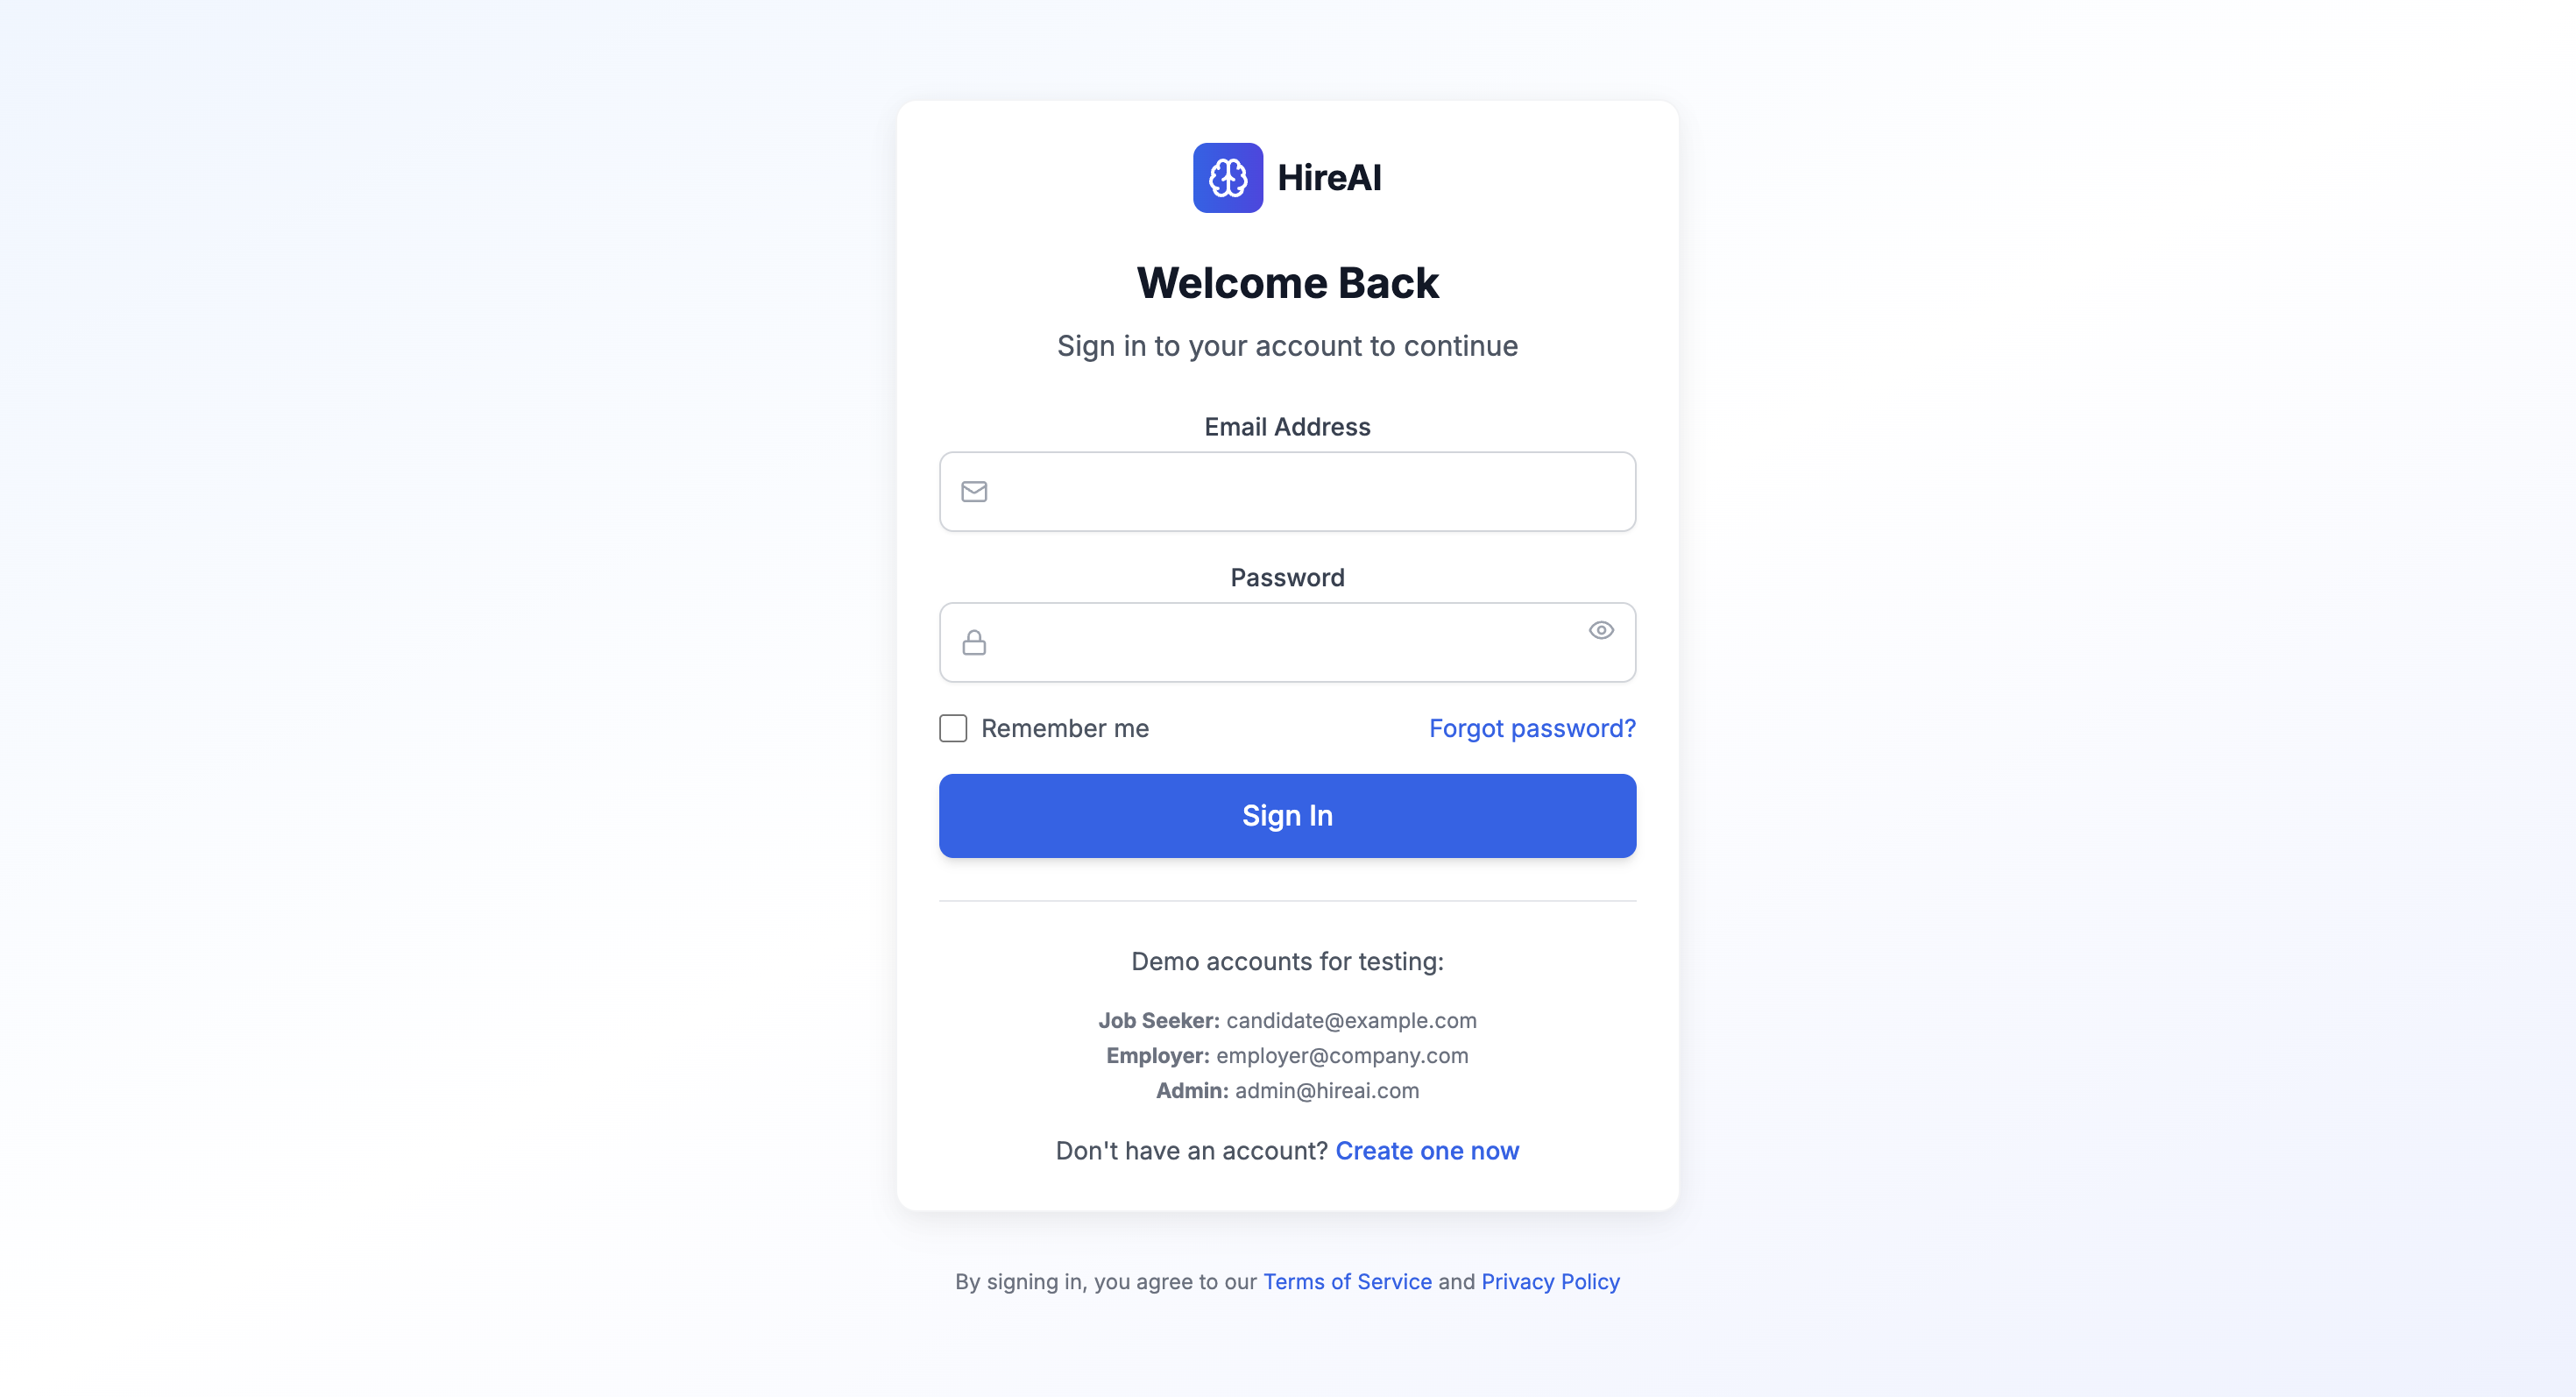 HireAI
Welcome Back
Sign in to your account to continue
Email Address
Password
Remember me
Forgot password?
Sign In
Demo accounts for testing:
Job Seeker: candidate@example.com
Employer: employer@company.com
Admin: admin@hireai.com
Don't have an account? Create one now
By signing in, you agree to our Terms of Service and Privacy Policy